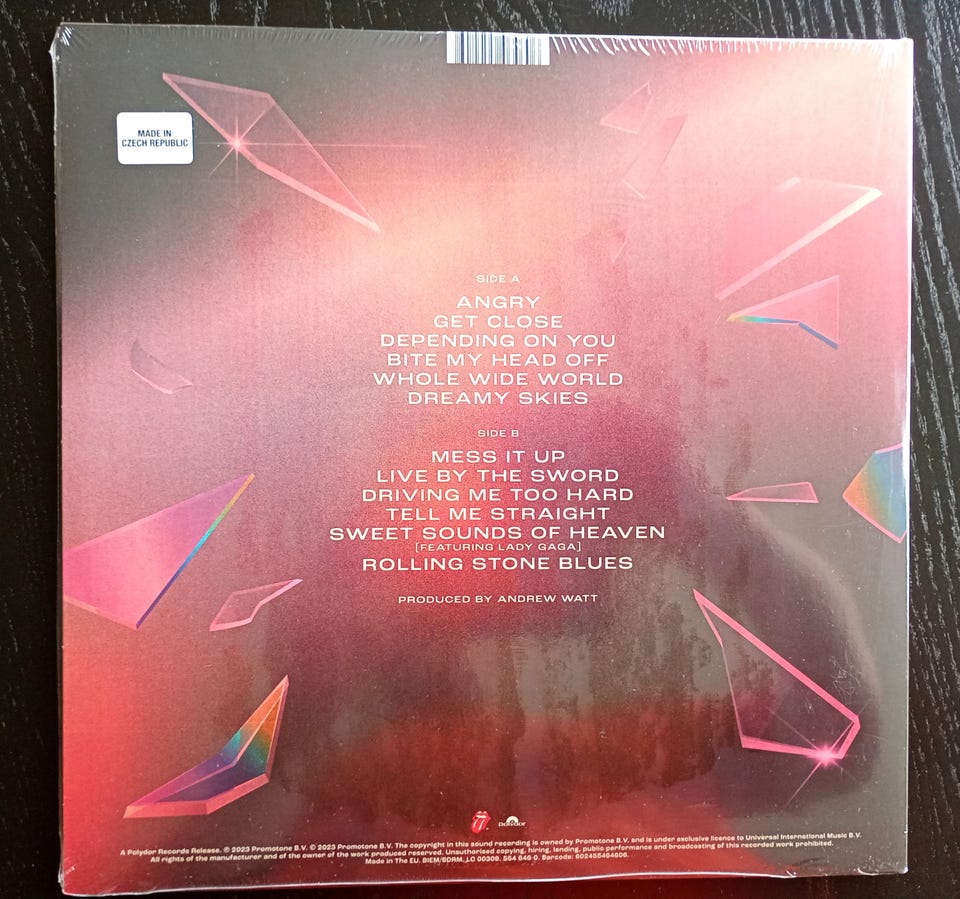 MADE IN
CZECH REPUBLIC
SIDE A
ANGRY
GET CLOSE
DEPENDING ON YOU
BITE MY HEAD OFF
WHOLE WIDE WORLD
DREAMY SKIES
SIDE B
MESS IT UP
LIVE BY THE SWORD
DRIVING ME TOO HARD
TELL ME STRAIGHT
SWEET SOUNDS OF HEAVEN
[FEATURING LADY GAGA]
ROLLING STONE BLUES
PRODUCED BY ANDREW WATT
Polydor
A Polydor Records Release. ℗ 2023 Promotone B.V. © 2023 Promotone B.V. The copyright in this sound recording is owned by Promotone B.V. and is under exclusive licence to Universal International Music B.V.
All rights of the manufacturer and of the owner of the work produced reserved. Unauthorised copying, hiring, lending, public performance and broadcasting of this recorded work prohibited.
Made in The EU. BIEM/SDRM. LC 00309. 554 646-0. Barcode: